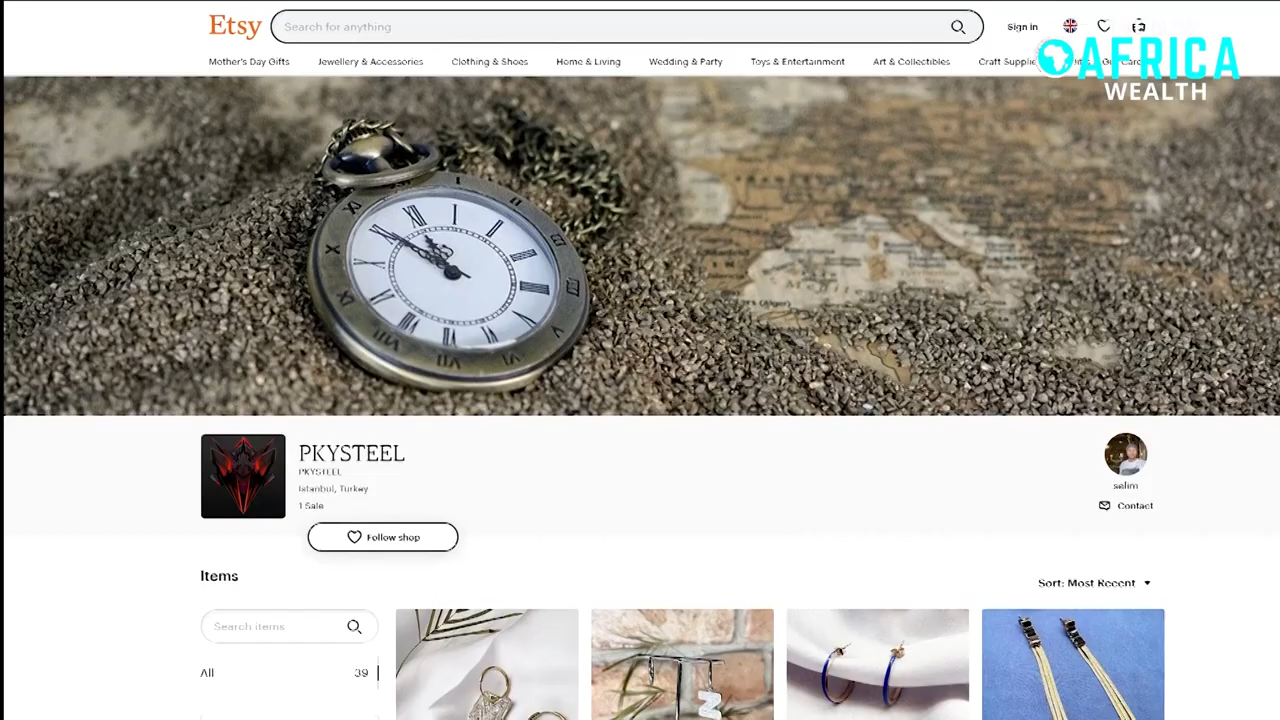 Etsy
Search for anything
Sign in
Mother's Day Gifts
Jewellery & Accessories
Clothing & Shoes
Home & Living
Wedding & Party
Toys & Entertainment
Art & Collectibles
AFRICA
WEALTH
PKYSTEEL
PKYSTEEL
Istanbul, Turkey
1 Sale
Follow shop
selim
Contact
Items
Sort: Most Recent
Search items
All 39